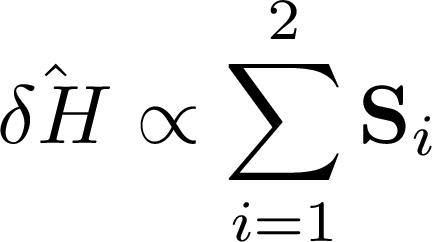 δĤ ∝ ∑_{i=1}^{2} 𝐒_i